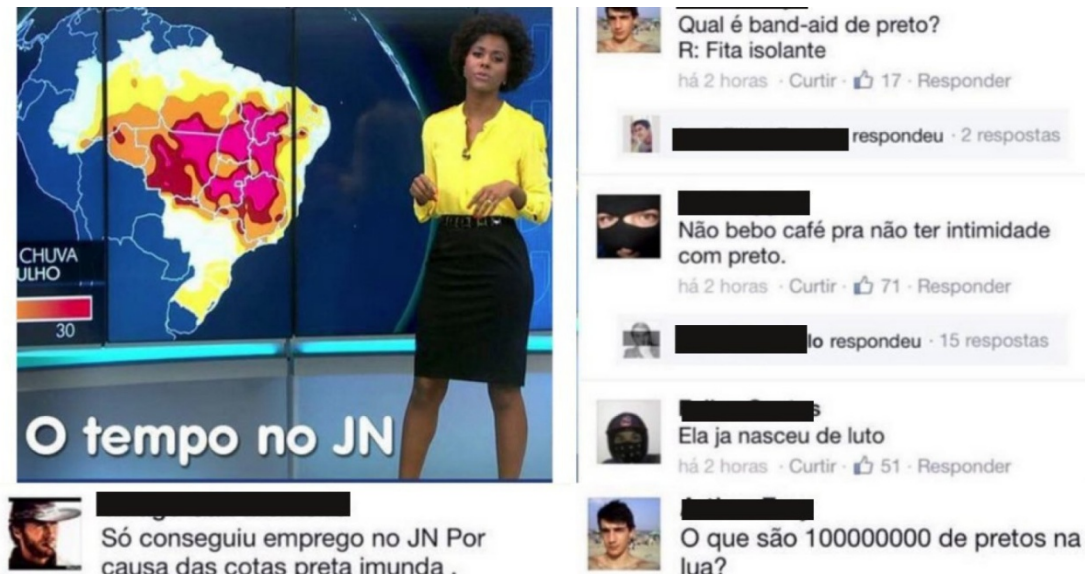 CHUVA
ULHO
30
O tempo no JN
Só conseguiu emprego no JN Por
causa das cotas preta imunda .
Qual é band-aid de preto?
R: Fita isolante
há 2 horas · Curtir · 17 · Responder
respondeu · 2 respostas
Não bebo café pra não ter intimidade
com preto.
há 2 horas · Curtir · 71 · Responder
lo respondeu · 15 respostas
Ela ja nasceu de luto
há 2 horas · Curtir · 51 · Responder
O que são 100000000 de pretos na
lua?